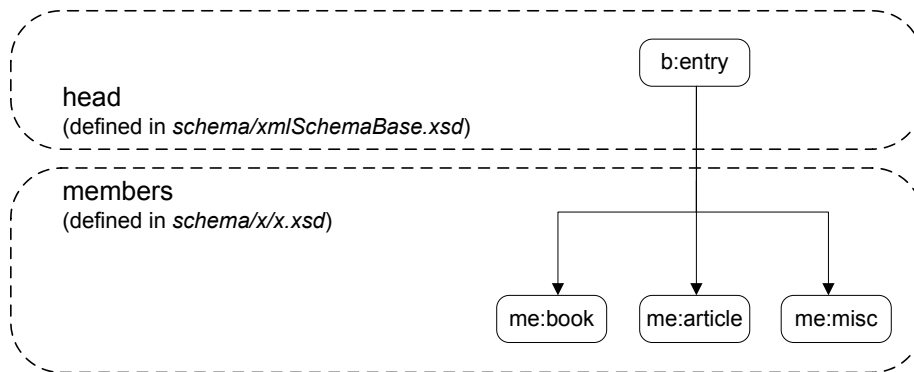 b:entry
head
(defined in schema/xmlSchemaBase.xsd)
members
(defined in schema/x/x.xsd)
me:book me:article me:misc